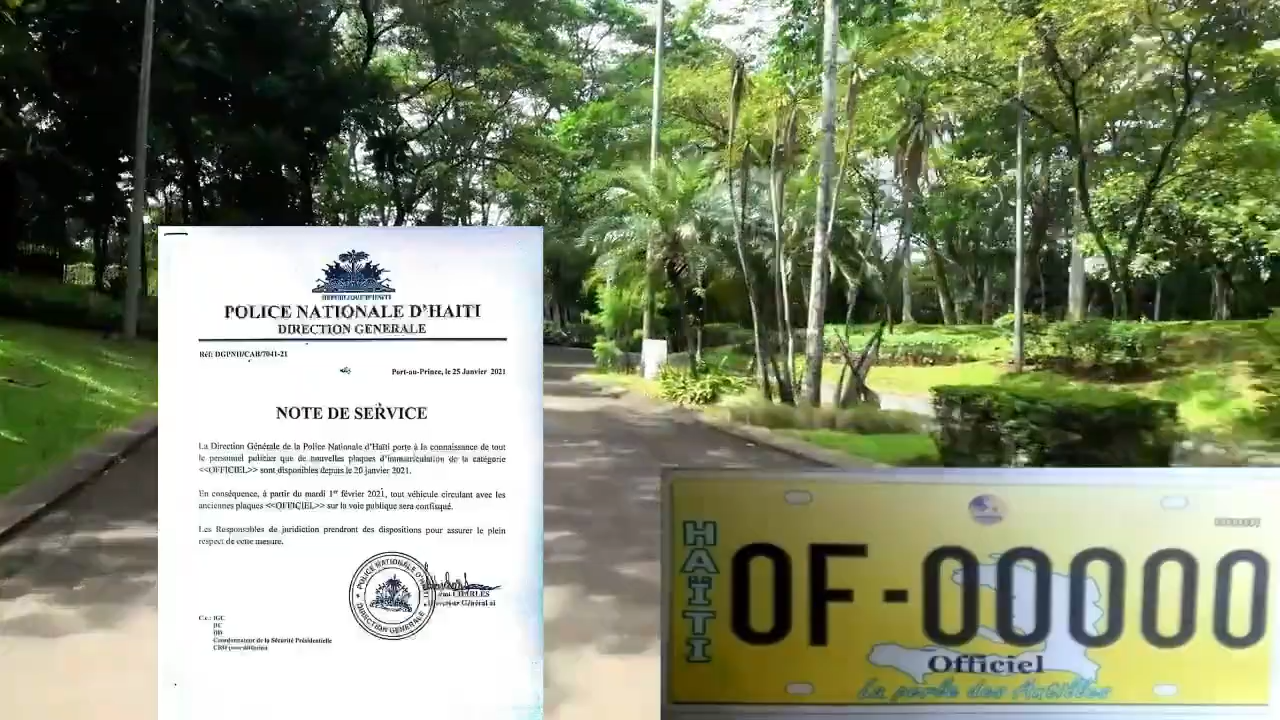 REPUBLIQUE D'HAITI
POLICE NATIONALE D'HAITI
DIRECTION GENERALE
Réf: DGPNH/CAB/7041-21
Port-au-Prince, le 25 Janvier 2021
NOTE DE SERVICE
La Direction Générale de la Police Nationale d'Haïti porte à la connaissance de tout
le personnel policier que de nouvelles plaques d'immatriculation de la catégorie
<<OFFICIEL>> sont disponibles depuis le 20 janvier 2021.
En conséquence, à partir du mardi 1er février 2021, tout véhicule circulant avec les
anciennes plaques <<OFFICIEL>> sur la voie publique sera confisqué.
Les Responsables de juridiction prendront des dispositions pour assurer le plein
respect de cette mesure.
POLICE NATIONALE D'HAITI
DIRECTION GENERALE
CHARLES
Directeur Général ai
C.c.: IGC
Coordonnateur de la Sécurité Présidentielle
HAÏTI
OF-00000
Officiel
La perle des Antilles